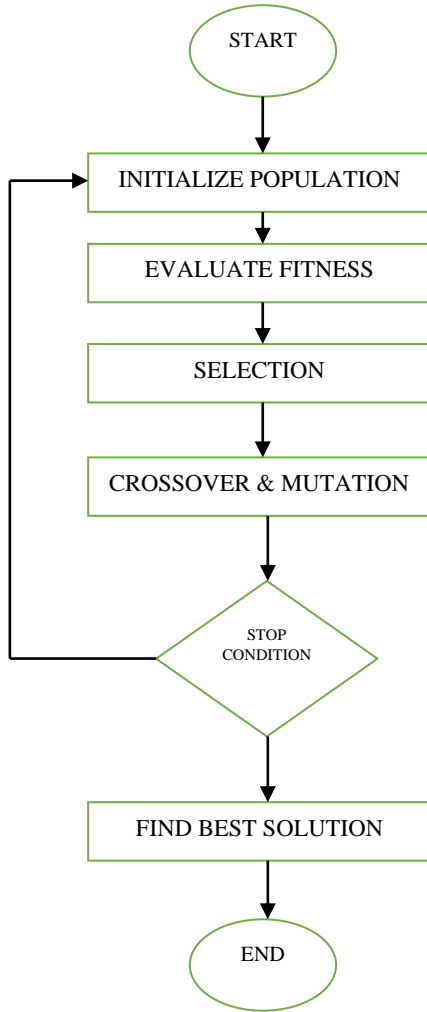 START
INITIALIZE POPULATION
EVALUATE FITNESS
SELECTION
CROSSOVER & MUTATION
STOP
CONDITION
FIND BEST SOLUTION
END